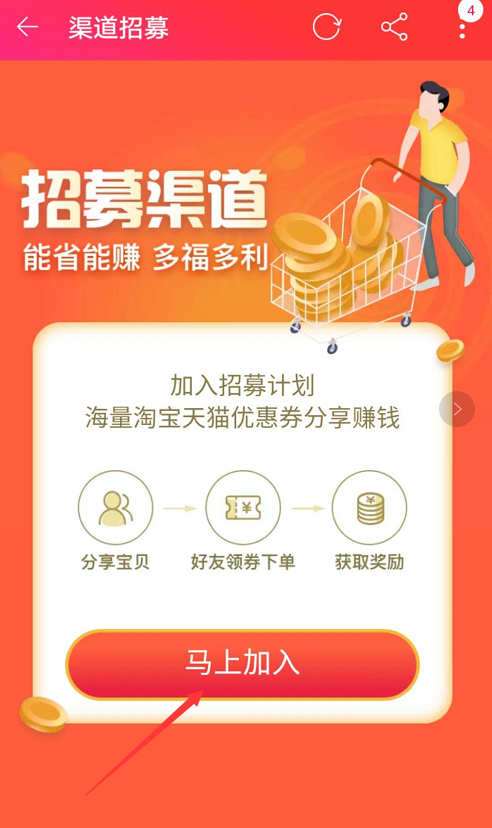 渠道招募
4
招募渠道
能省能赚 多福多利
加入招募计划
海量淘宝天猫优惠券分享赚钱
¥
¥
分享宝贝 好友领券下单 获取奖励
马上加入